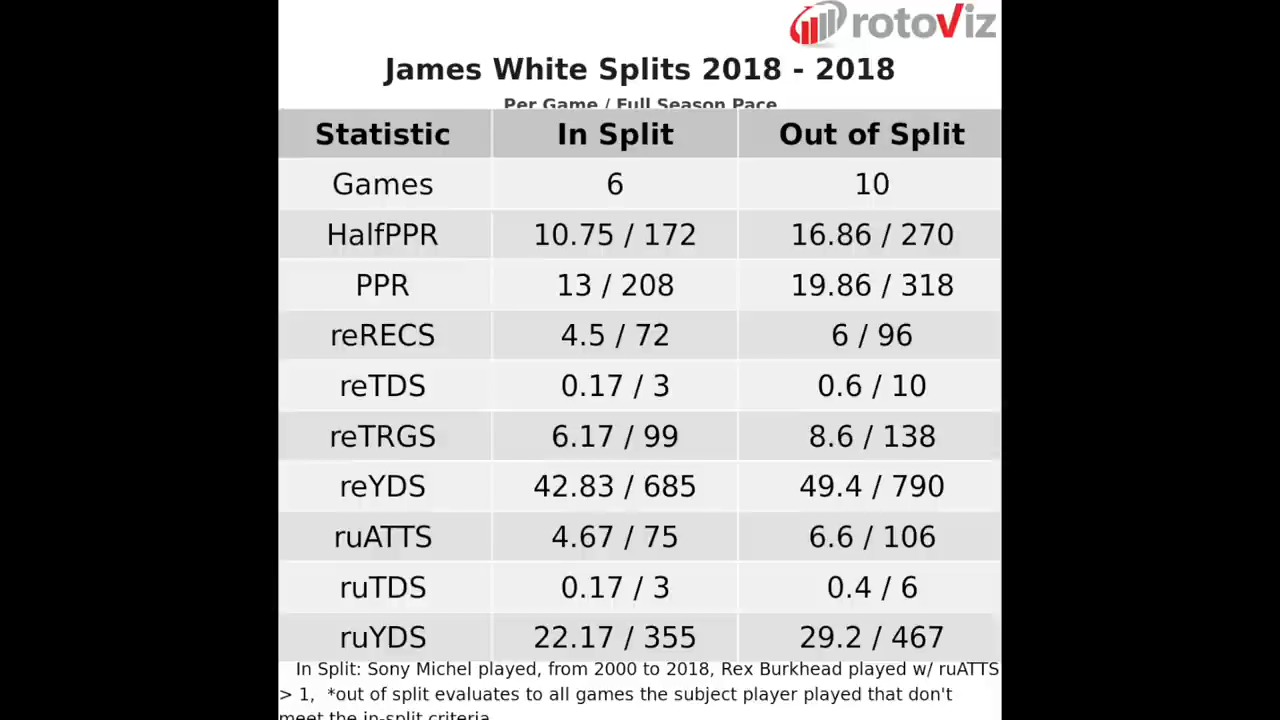 rotoViz
James White Splits 2018 - 2018
Per Game / Full Season Pace
Statistic In Split Out of Split
Games 6 10
HalfPPR 10.75 / 172 16.86 / 270
PPR 13 / 208 19.86 / 318
reRECS 4.5 / 72 6 / 96
reTDS 0.17 / 3 0.6 / 10
reTRGS 6.17 / 99 8.6 / 138
reYDS 42.83 / 685 49.4 / 790
ruATTS 4.67 / 75 6.6 / 106
ruTDS 0.17 / 3 0.4 / 6
ruYDS 22.17 / 355 29.2 / 467
In Split: Sony Michel played, from 2000 to 2018, Rex Burkhead played w/ ruATTS
> 1, *out of split evaluates to all games the subject player played that don't
meet the in-split criteria